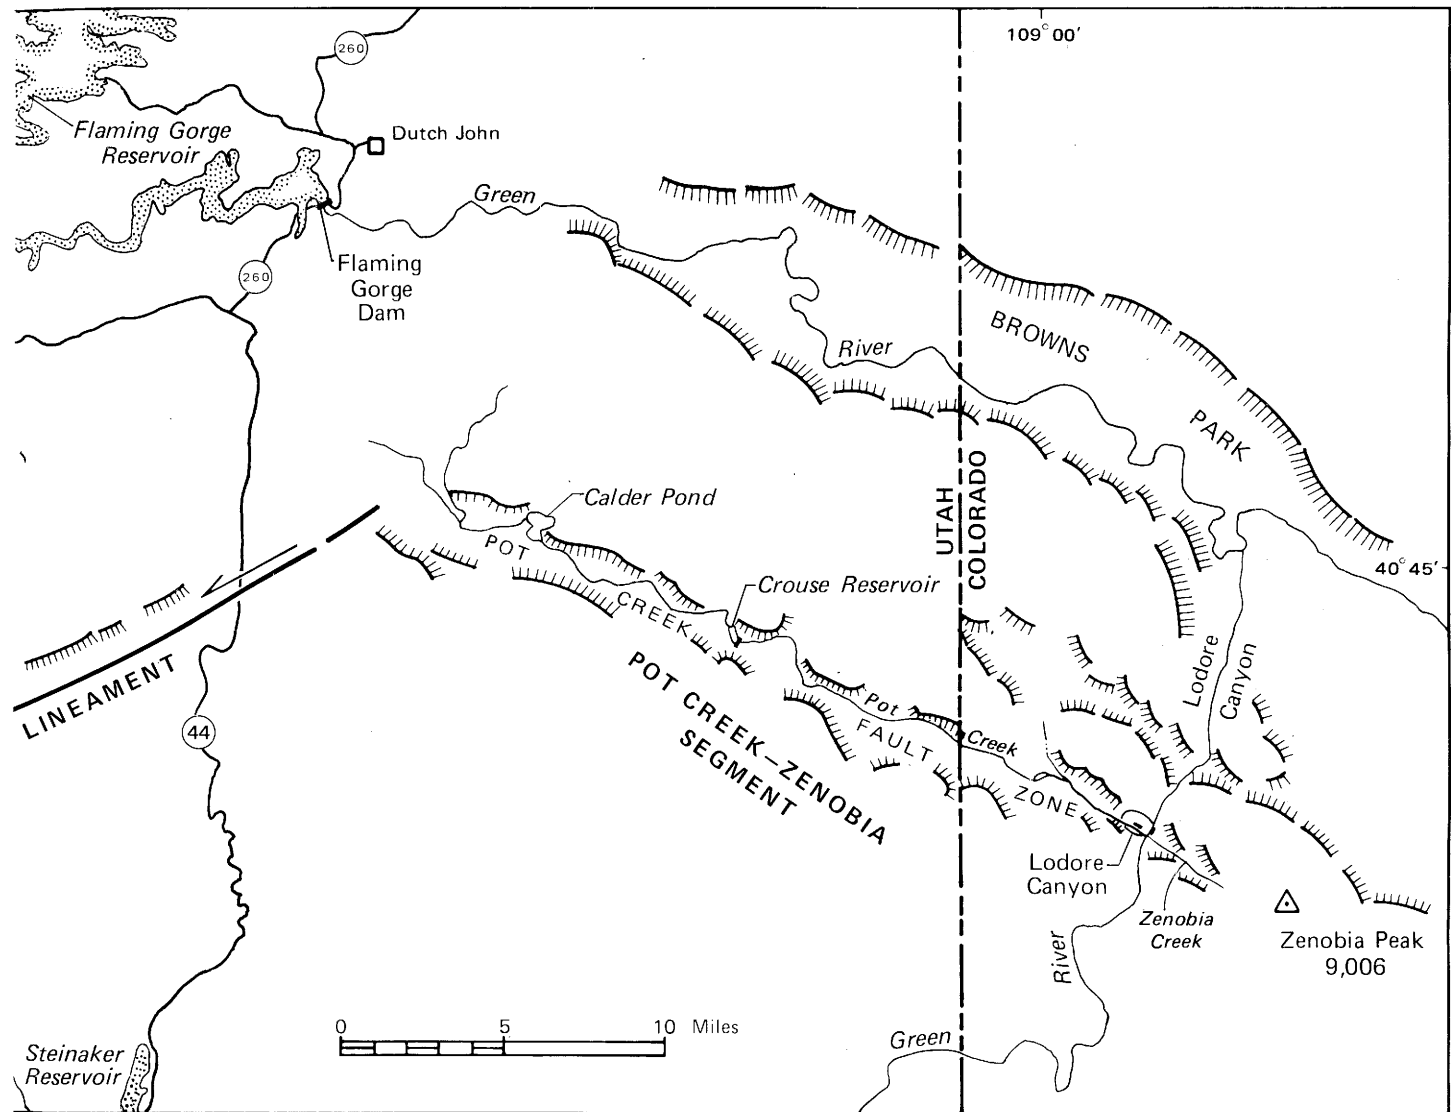 109°00'
260
Flaming Gorge
Reservoir
Dutch John
Green
260
Flaming
Gorge
Dam
BROWNS
River
PARK
UTAH
COLORADO
Calder Pond
POT
40°45'
Crouse Reservoir
CREEK
LINEAMENT
POT CREEK–ZENOBIA
SEGMENT
Lodore
Canyon
Pot
Creek
FAULT
44
ZONE
Lodore
Canyon
Zenobia
Creek
Zenobia Peak
9,006
River
0 5 10 Miles
Green
Steinaker
Reservoir